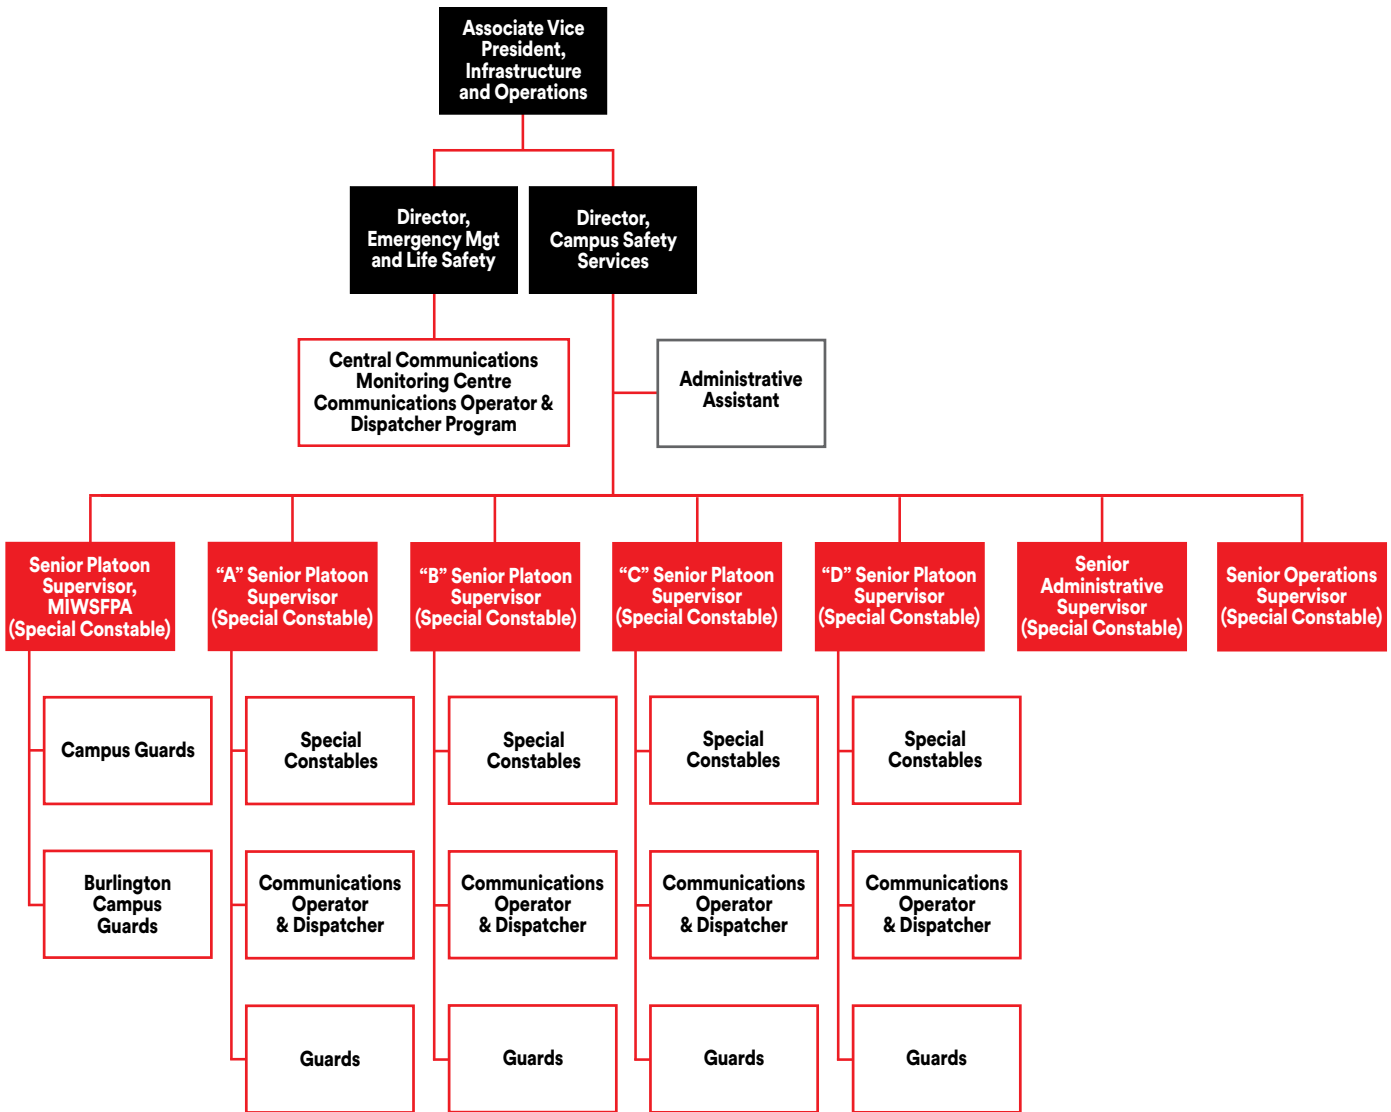 Associate Vice
President,
Infrastructure
and Operations
Director,
Emergency Mgt
and Life Safety
Director,
Campus Safety
Services
Central Communications
Monitoring Centre
Communications Operator &
Dispatcher Program
Administrative
Assistant
Senior Platoon
Supervisor,
MIWSFPA
(Special Constable)
“A” Senior Platoon
Supervisor
(Special Constable)
“B” Senior Platoon
Supervisor
(Special Constable)
“C” Senior Platoon
Supervisor
(Special Constable)
“D” Senior Platoon
Supervisor
(Special Constable)
Senior
Administrative
Supervisor
(Special Constable)
Senior Operations
Supervisor
(Special Constable)
Campus Guards
Special
Constables
Special
Constables
Special
Constables
Special
Constables
Burlington
Campus
Guards
Communications
Operator
& Dispatcher
Communications
Operator
& Dispatcher
Communications
Operator
& Dispatcher
Communications
Operator
& Dispatcher
Guards
Guards
Guards
Guards